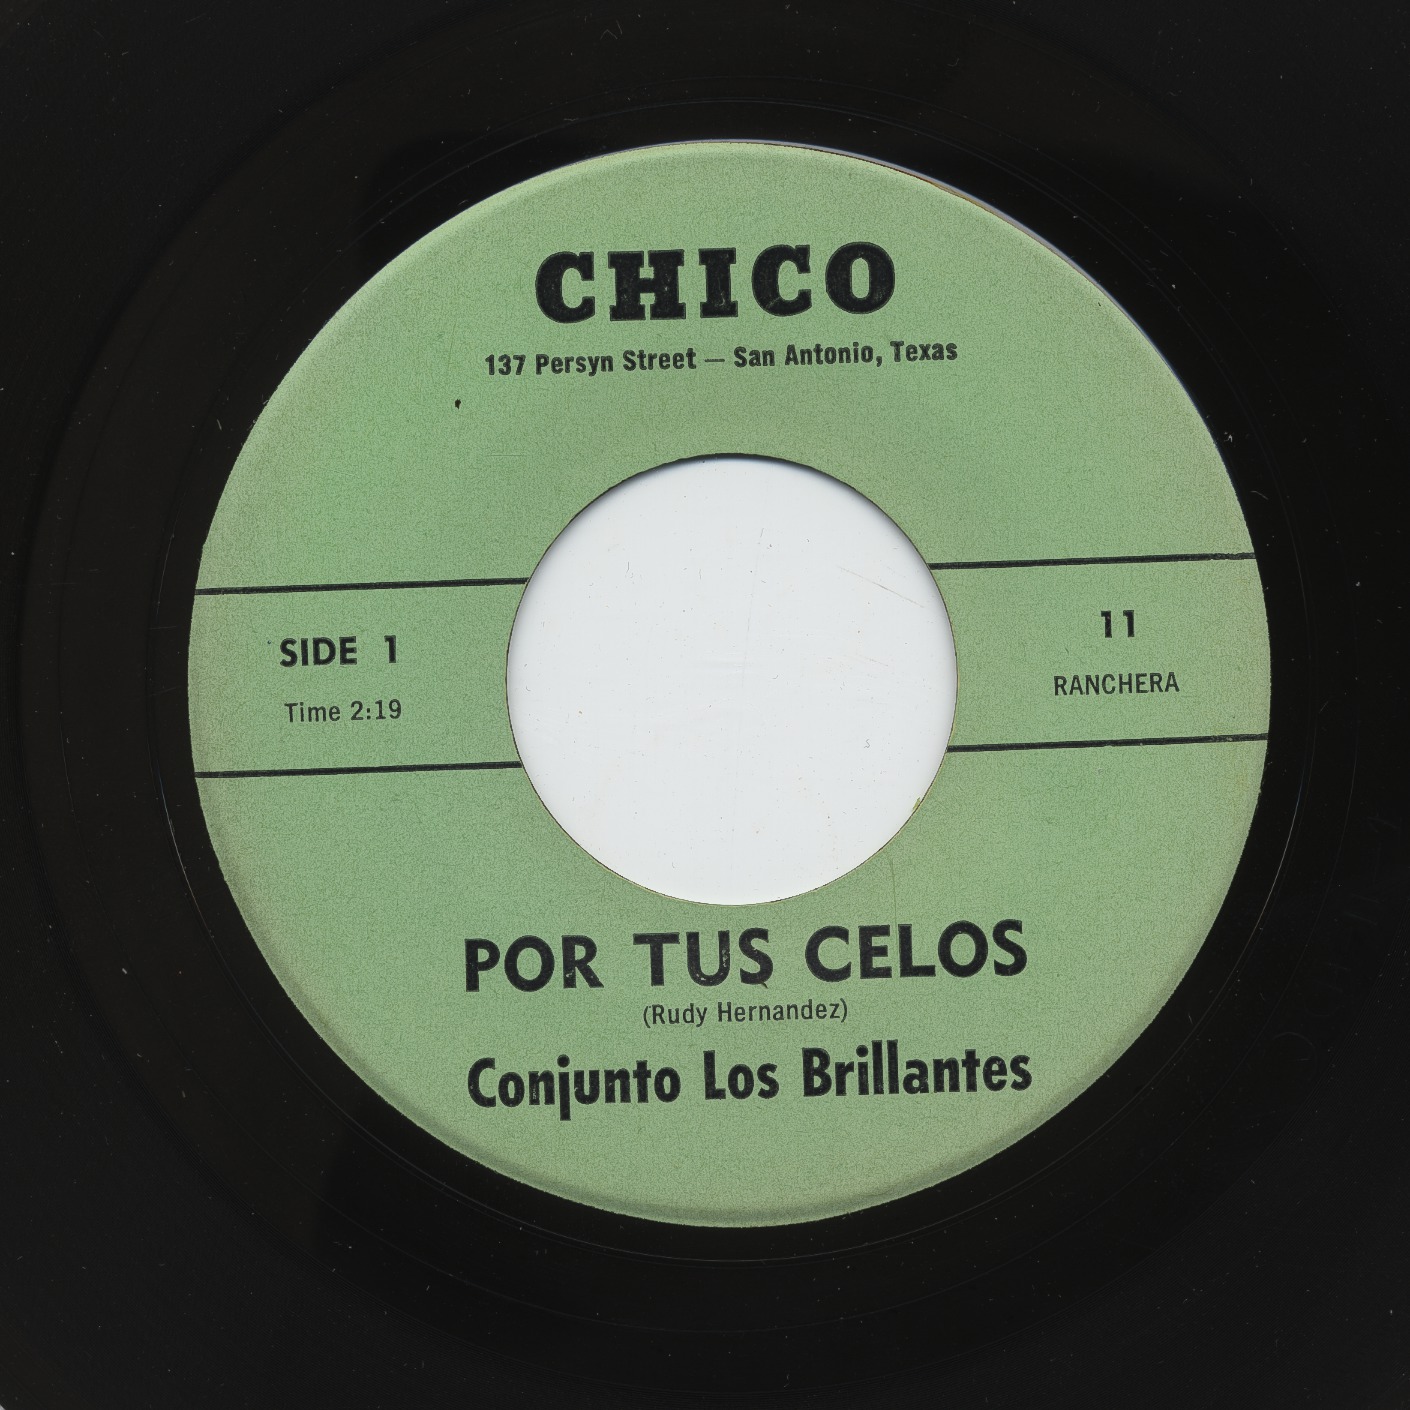 CHICO
137 Persyn Street — San Antonio, Texas
SIDE 1
Time 2:19
11
RANCHERA
POR TUS CELOS
(Rudy Hernandez)
Conjunto Los Brillantes